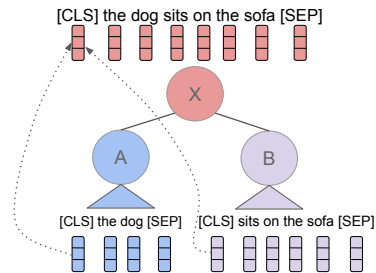 [CLS] the dog sits on the sofa [SEP]
X
A
B
[CLS] the dog [SEP]
[CLS] sits on the sofa [SEP]